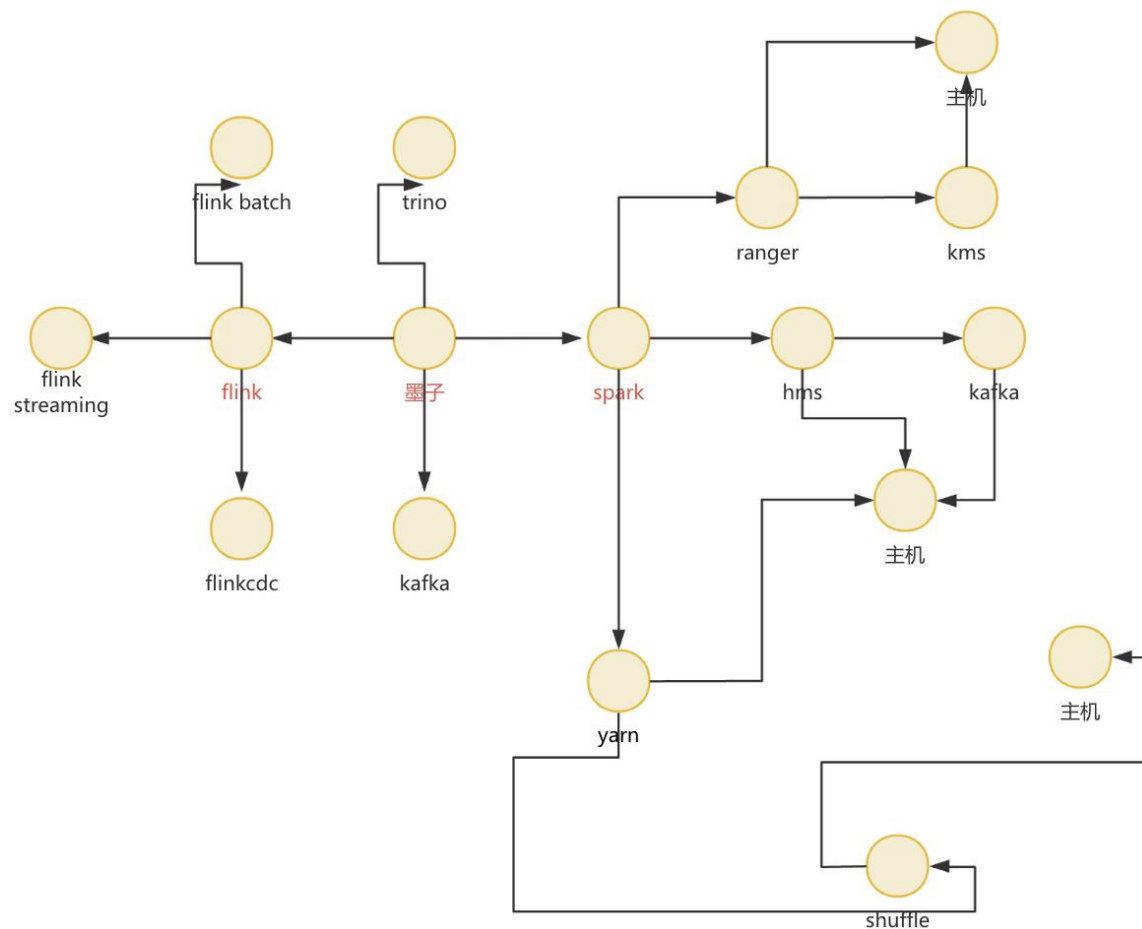 主机
flink batch
trino
ranger
kms
flink
streaming
flink
墨子
spark
hms
kafka
flinkcdc
kafka
主机
主机
yarn
shuffle